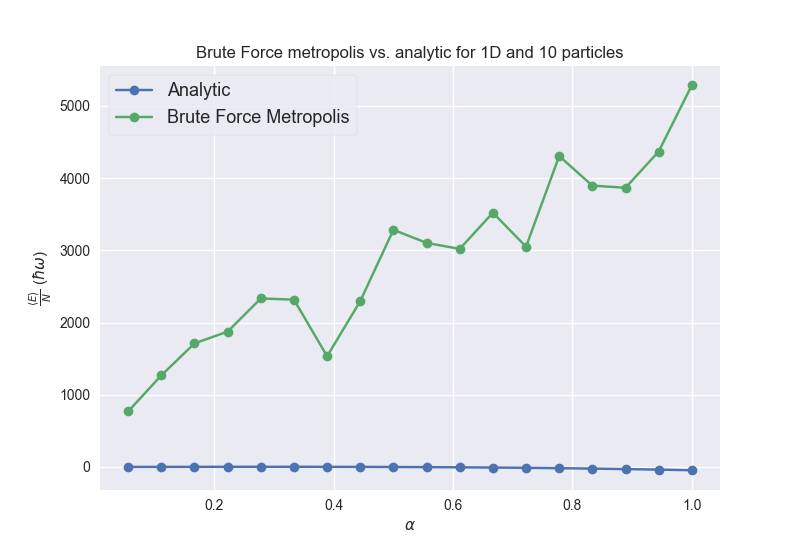 Brute Force metropolis vs. analytic for 1D and 10 particles
Analytic
Brute Force Metropolis
5000
4000
3000
2000
1000
0
⟨E⟩/N (ħω)
0.2 0.4 0.6 0.8 1.0
α